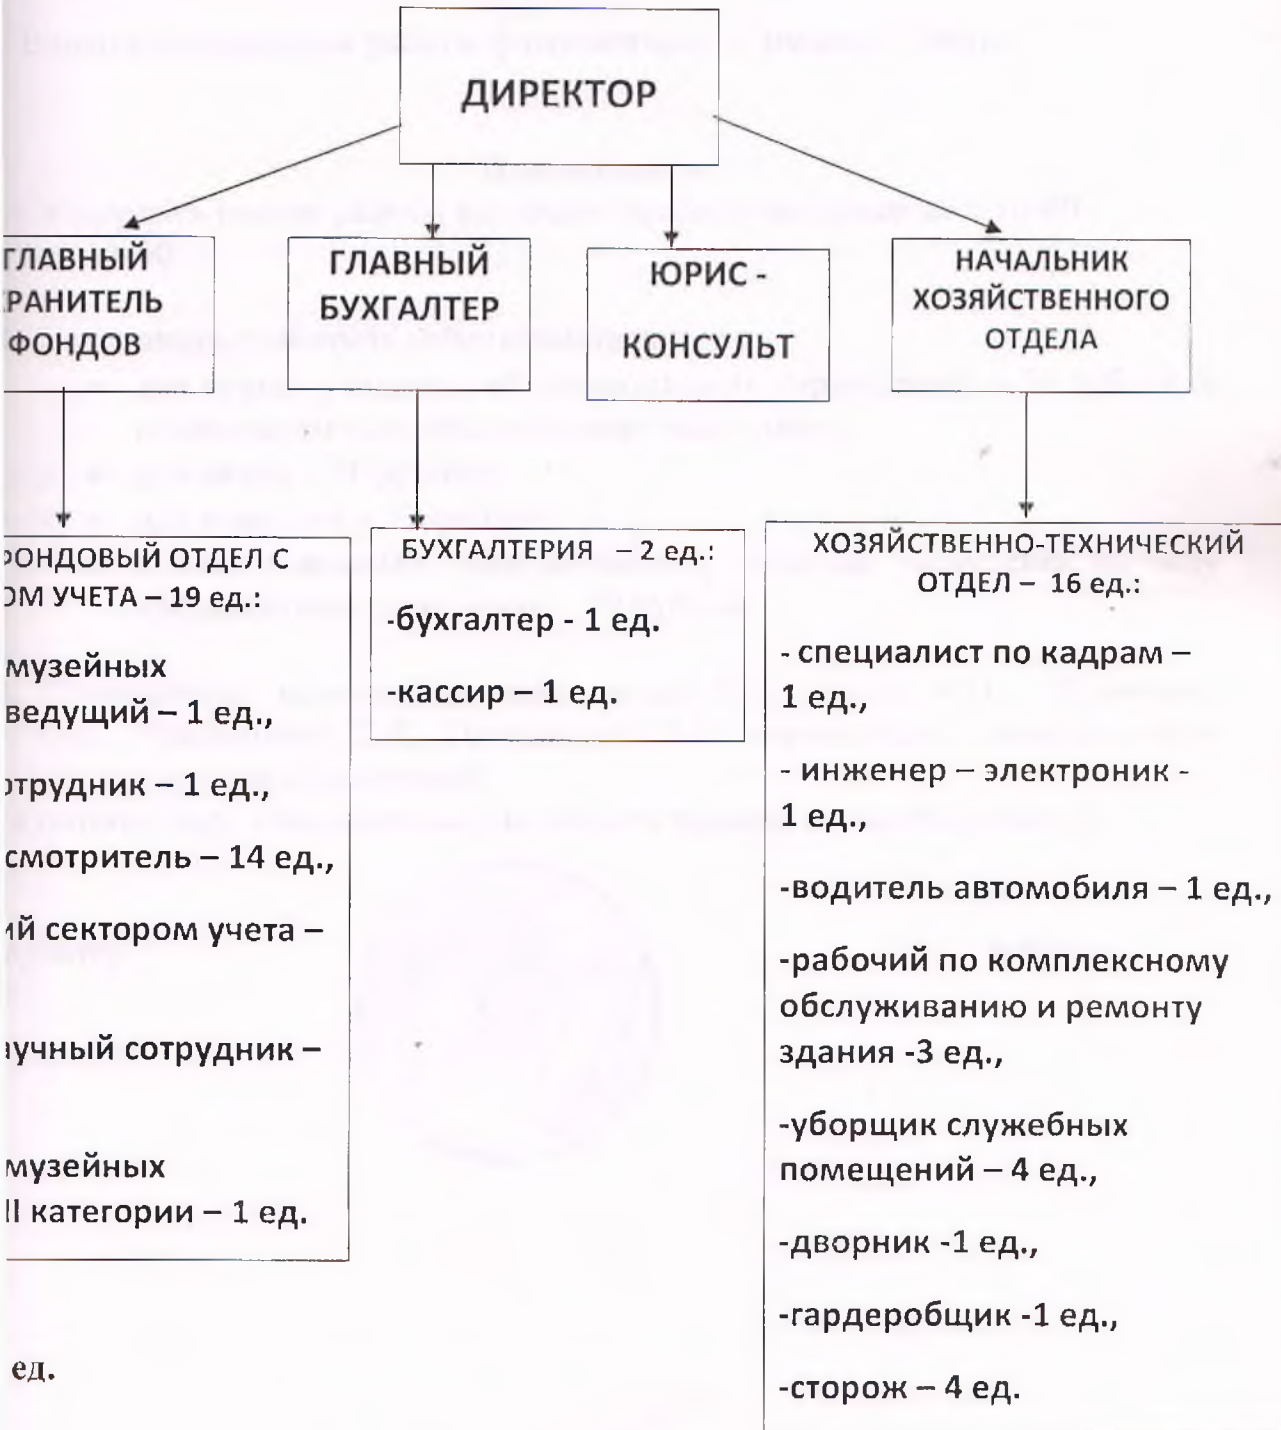 ДИРЕКТОР
ГЛАВНЫЙ
РАНИТЕЛЬ
ФОНДОВ
ГЛАВНЫЙ
БУХГАЛТЕР
ЮРИС -
КОНСУЛЬТ
НАЧАЛЬНИК
ХОЗЯЙСТВЕННОГО
ОТДЕЛА
ФОНДОВЫЙ ОТДЕЛ С
ОМ УЧЕТА – 19 ед.:
музейных
ведущий – 1 ед.,
отрудник – 1 ед.,
смотритель – 14 ед.,
ий сектором учета –
аучный сотрудник –
музейных
II категории – 1 ед.
ед.
БУХГАЛТЕРИЯ – 2 ед.:
-бухгалтер - 1 ед.
-кассир – 1 ед.
ХОЗЯЙСТВЕННО-ТЕХНИЧЕСКИЙ
ОТДЕЛ – 16 ед.:
- специалист по кадрам –
1 ед.,
- инженер – электроник -
1 ед.,
-водитель автомобиля – 1 ед.,
-рабочий по комплексному
обслуживанию и ремонту
здания -3 ед.,
-уборщик служебных
помещений – 4 ед.,
-дворник -1 ед.,
-гардеробщик -1 ед.,
-сторож – 4 ед.